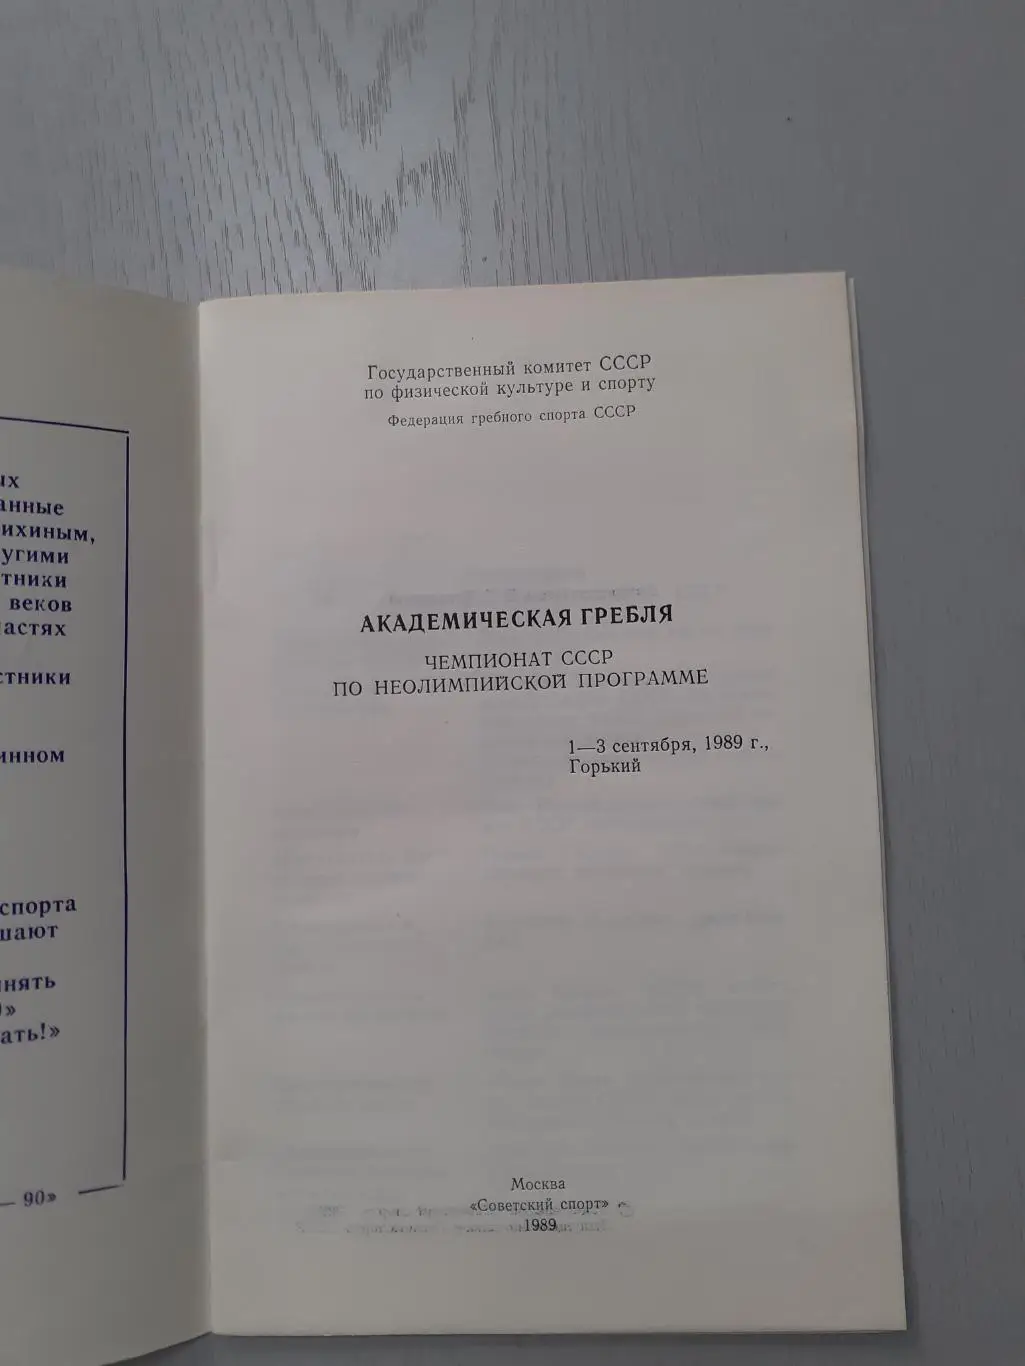 ых
анные
ихиным,
угими
тники
веков
частях
стники
инном
спорта
шают
нять
»
ать!»
— 90»
Государственный комитет СССР
по физической культуре и спорту
Федерация гребного спорта СССР
АКАДЕМИЧЕСКАЯ ГРЕБЛЯ
ЧЕМПИОНАТ СССР
ПО НЕОЛИМПИЙСКОЙ ПРОГРАММЕ
1—3 сентября, 1989 г.,
Горький
Москва
«Советский спорт»
1989